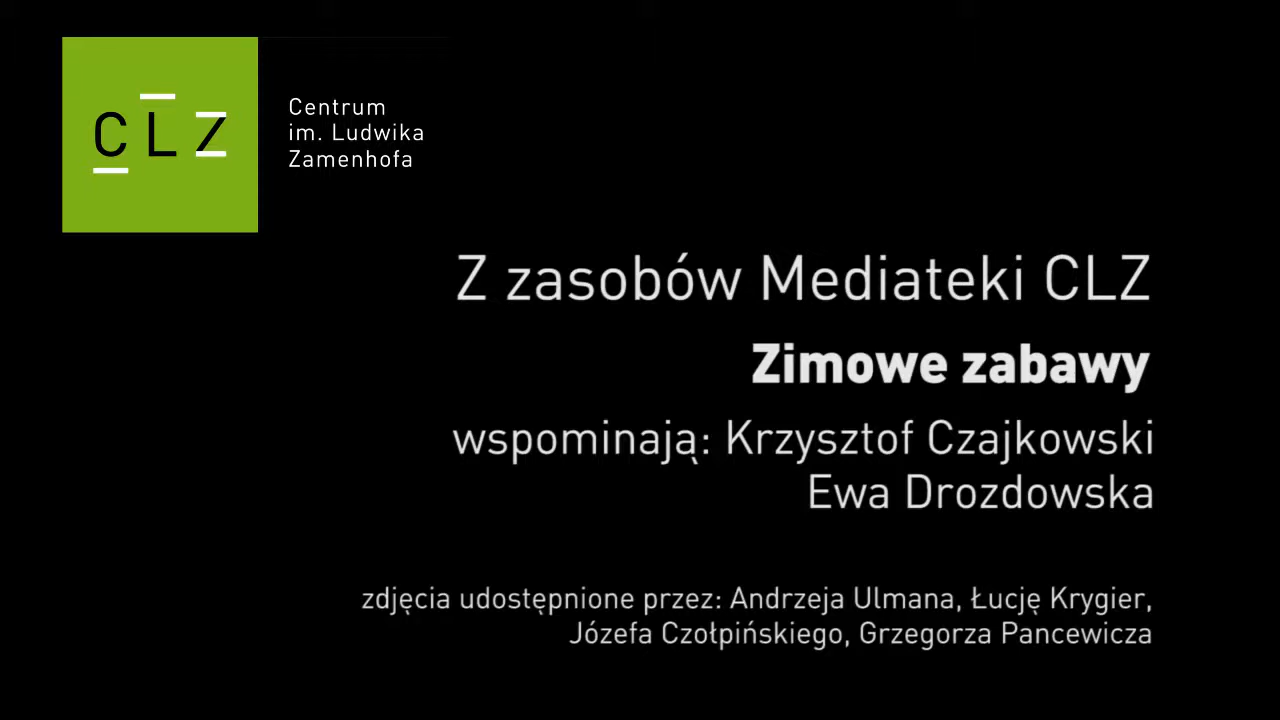 CLZ
Centrum
im. Ludwika
Zamenhofa
Z zasobów Mediateki CLZ
Zimowe zabawy
wspominają: Krzysztof Czajkowski
Ewa Drozdowska
zdjęcia udostępnione przez: Andrzeja Ulmana, Łucję Krygier,
Józefa Czołpińskiego, Grzegorza Pancewicza